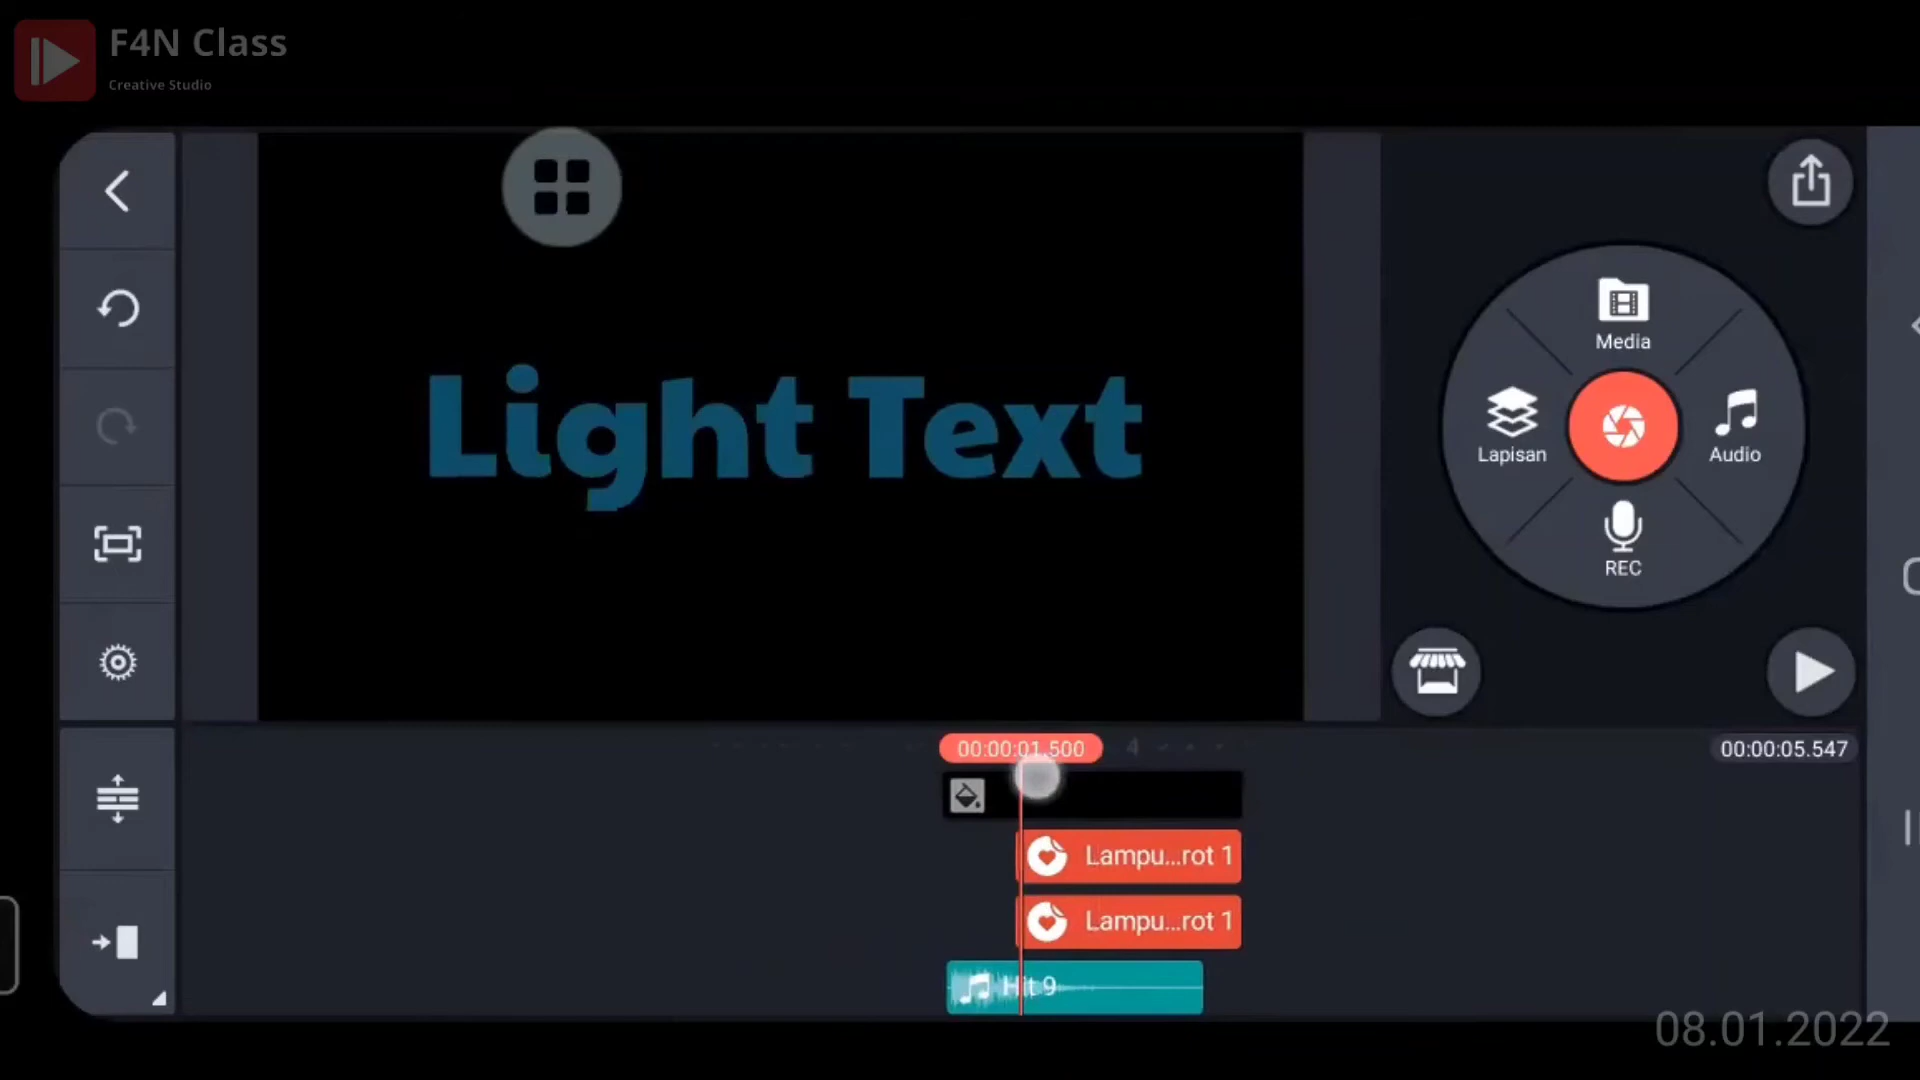 F4N Class
Creative Studio
Light Text
Media
Lapisan
Audio
REC
00:00:01.500
4
00:00:05.547
Lampu...rot 1
Lampu...rot 1
Hit 9
08.01.2022